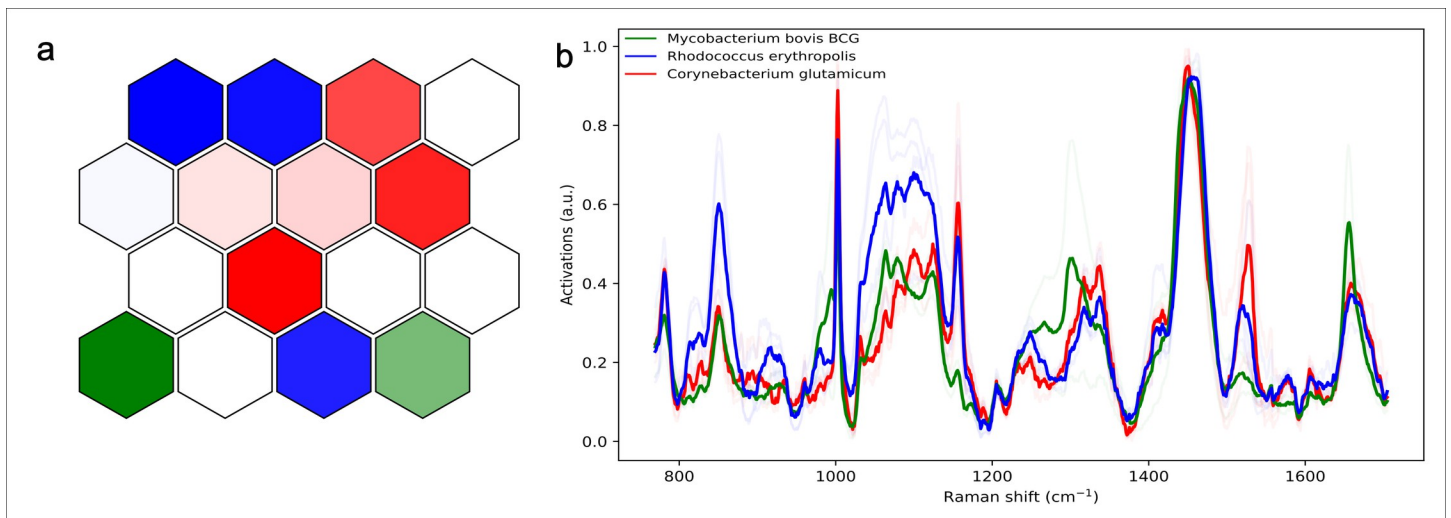 a
b
Mycobacterium bovis BCG
Rhodococcus erythropolis
Corynebacterium glutamicum
1.0
0.8
0.6
0.4
0.2
0.0
Activations (a.u.)
800 1000 1200 1400 1600
Raman shift (cm⁻¹)